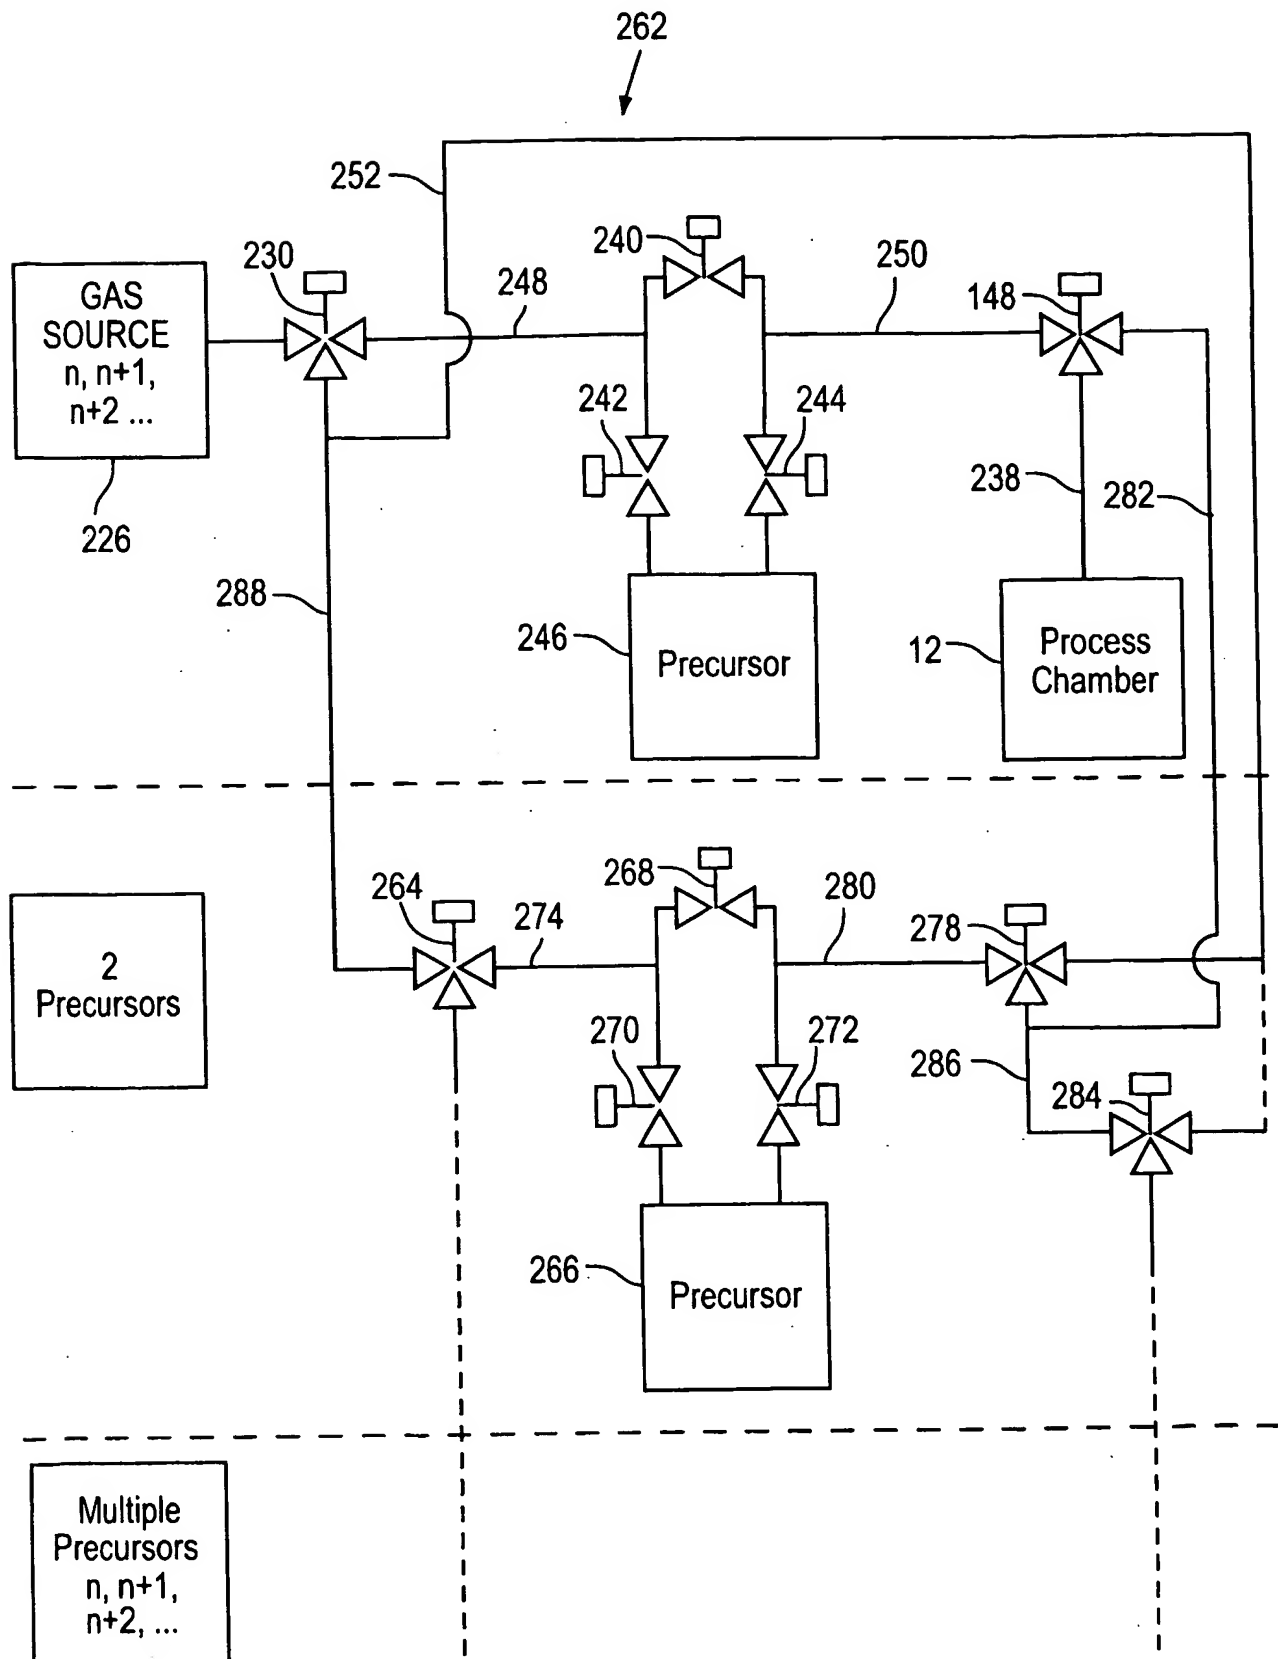 262
252
240
230
250
148
248
GAS
SOURCE
n, n+1,
n+2 ...
242
244
238
282
226
288
246
Precursor
12
Process
Chamber
268
264
274
280
278
2
Precursors
270
272
286
284
266
Precursor
Multiple
Precursors
n, n+1,
n+2, ...